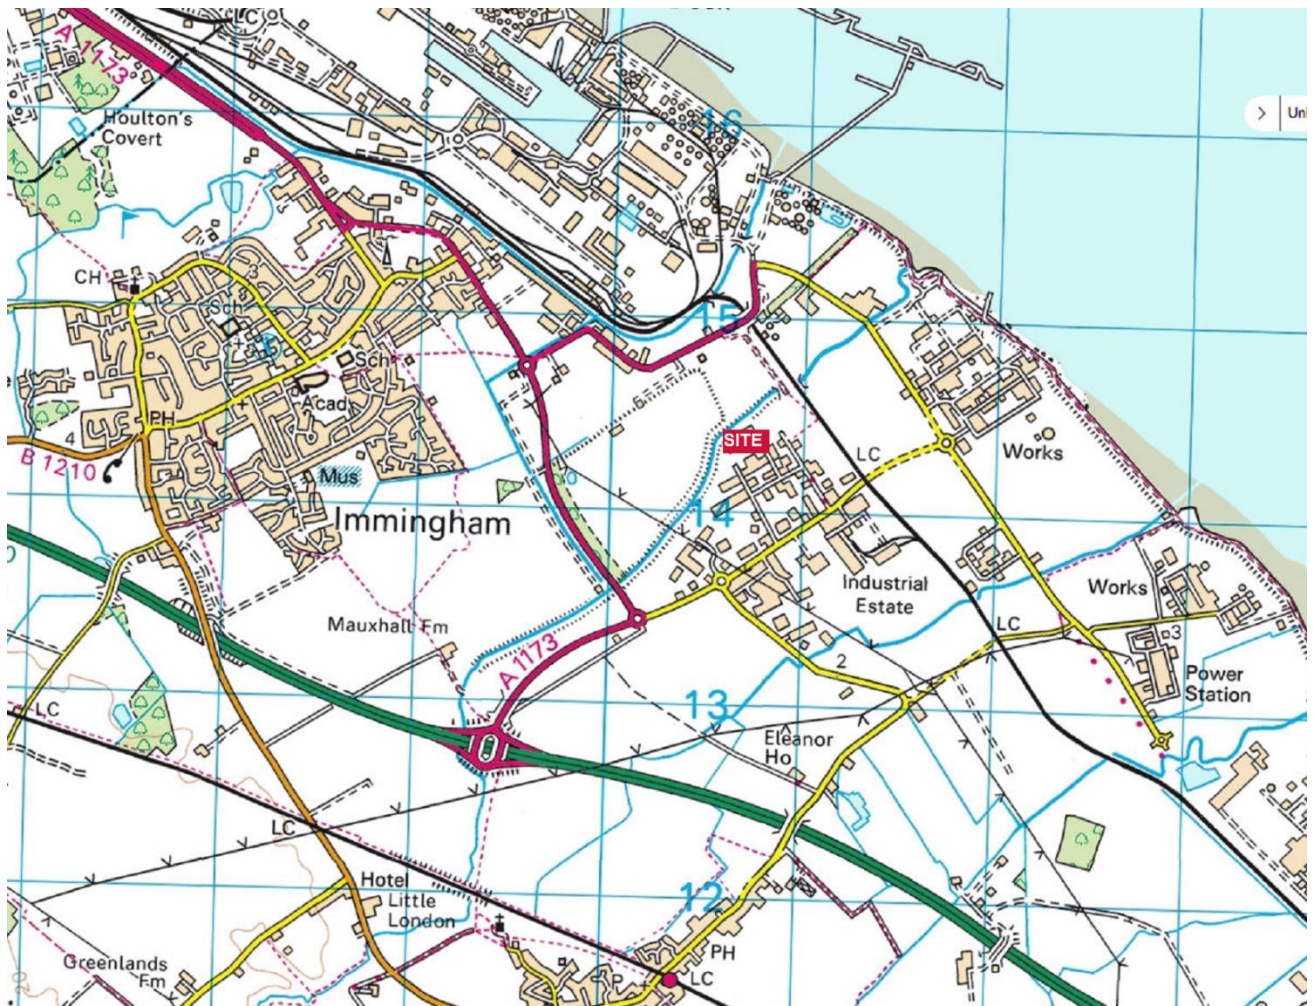 LC
A 1173
Houlton's
Covert
16
Uni
CH
Sch
15
Sch
Acad
PH
4
B 1210
SITE
LC
Works
Mus
Immingham
14
Industrial
Estate
Works
Mauxhall Fm
LC
3
A 1173
2
Power
Station
13
LC
Eleanor
Ho
LC
12
Hotel
Little
London
PH
Greenlands
Fm
P
LC